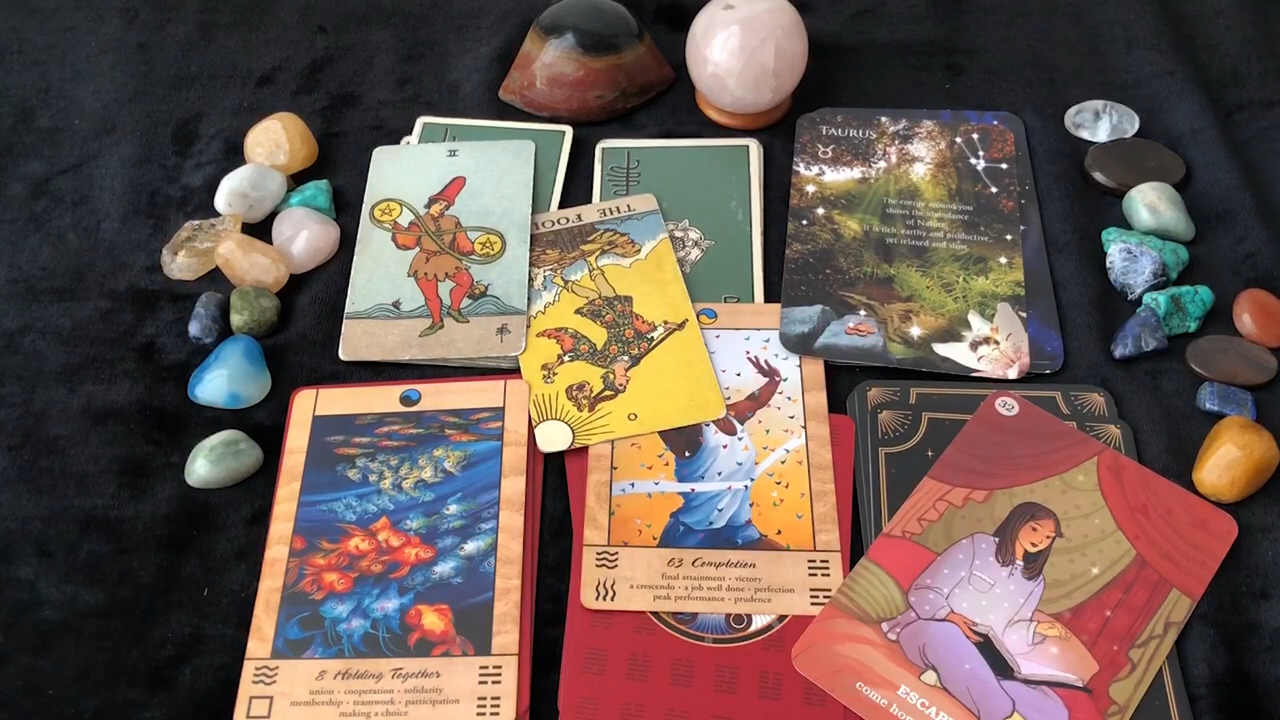 II
THE FOOL
O
TAURUS
The energy around you
shows the abundance
of Nature.
It is rich, earthy and productive,
yet relaxed and slow.
63 Completion
final attainment • victory
a crescendo • a job well done • perfection
peak performance • prudence
8 Holding Together
union • cooperation • solidarity
membership • teamwork • participation
making a choice
32
come